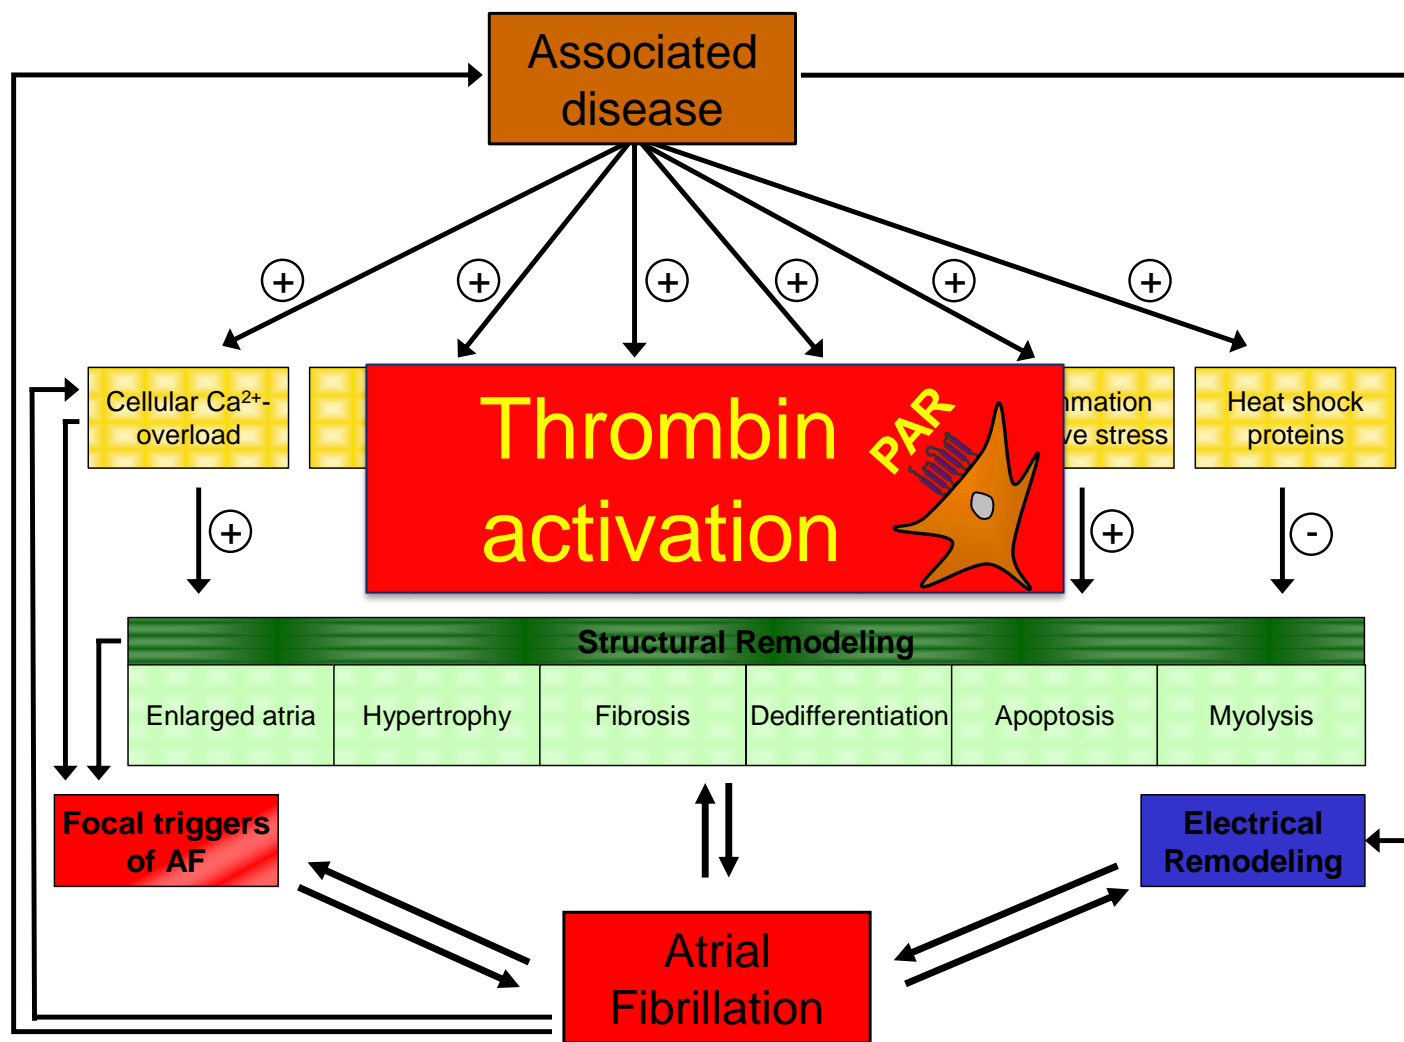 Associated
disease
+
+
+
+
+
+
Cellular Ca²⁺-
overload
Thrombin
activation
PAR
mmation
ve stress
Heat shock
proteins
+
+
-
Structural Remodeling
Enlarged atria
Hypertrophy
Fibrosis
Dedifferentiation
Apoptosis
Myolysis
Focal triggers
of AF
Electrical
Remodeling
Atrial
Fibrillation